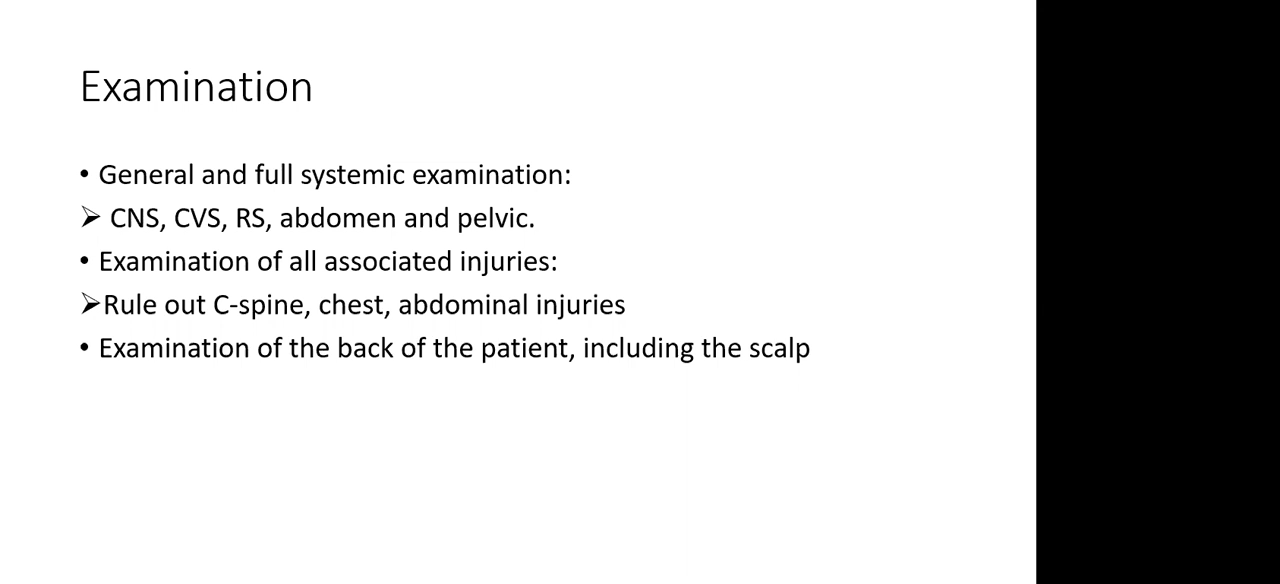 Examination
• General and full systemic examination:
➢ CNS, CVS, RS, abdomen and pelvic.
• Examination of all associated injuries:
➢Rule out C-spine, chest, abdominal injuries
• Examination of the back of the patient, including the scalp